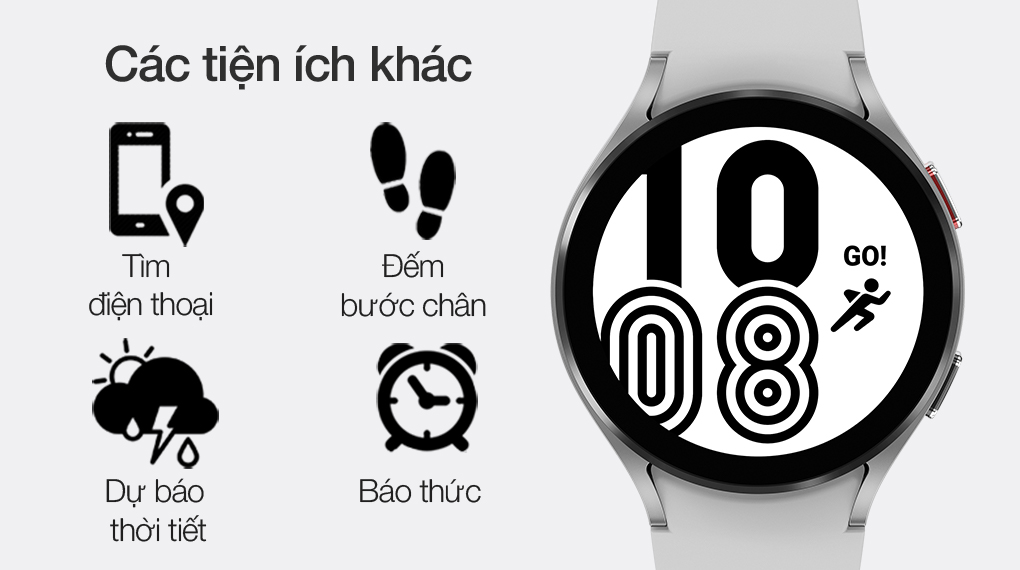 Các tiện ích khác
Tìm
điện thoại
Đếm
bước chân
Dự báo
thời tiết
Báo thức
10
08
GO!